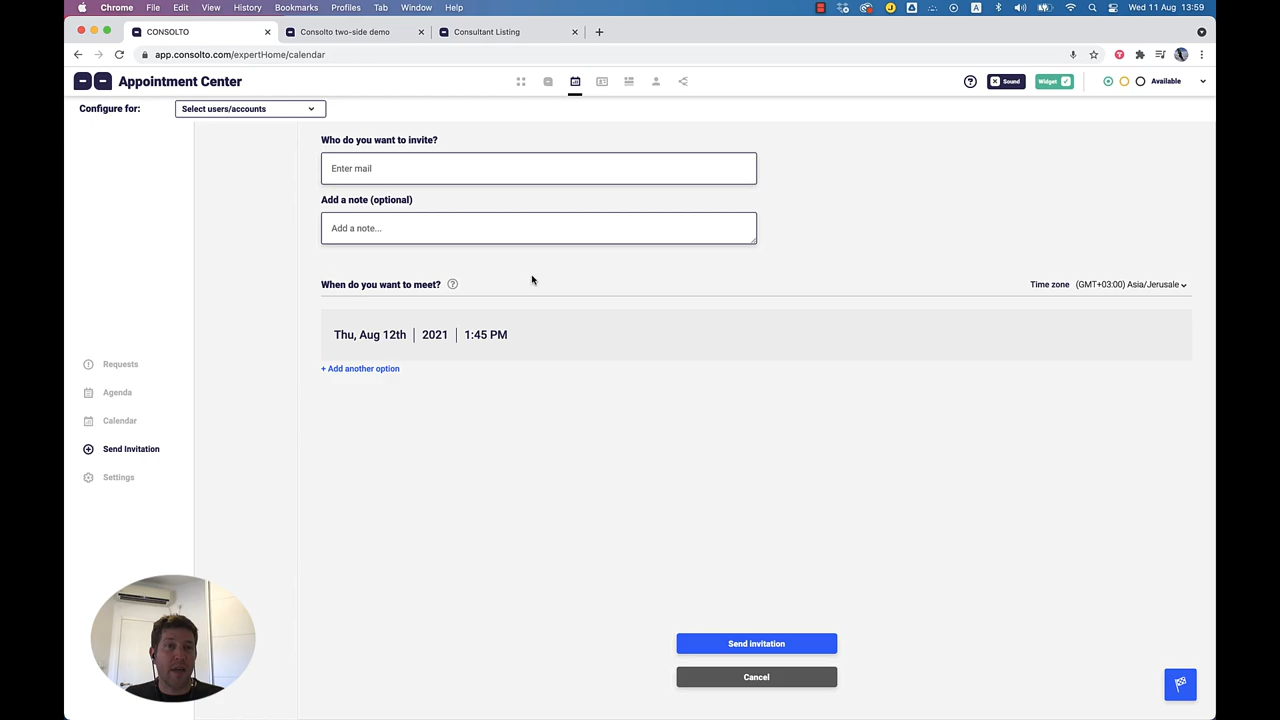 Chrome File Edit View History Bookmarks Profiles Tab Window Help
Wed 11 Aug 13:59
CONSOLTO
Consolto two-side demo
Consultant Listing
app.consolto.com/expertHome/calendar
Appointment Center
Sound
Widget
Available
Configure for:
Select users/accounts
Who do you want to invite?
Enter mail
Add a note (optional)
Add a note...
When do you want to meet?
Time zone (GMT+03:00) Asia/Jerusale
Thu, Aug 12th 2021 1:45 PM
+ Add another option
Requests
Agenda
Calendar
Send Invitation
Settings
Send invitation
Cancel